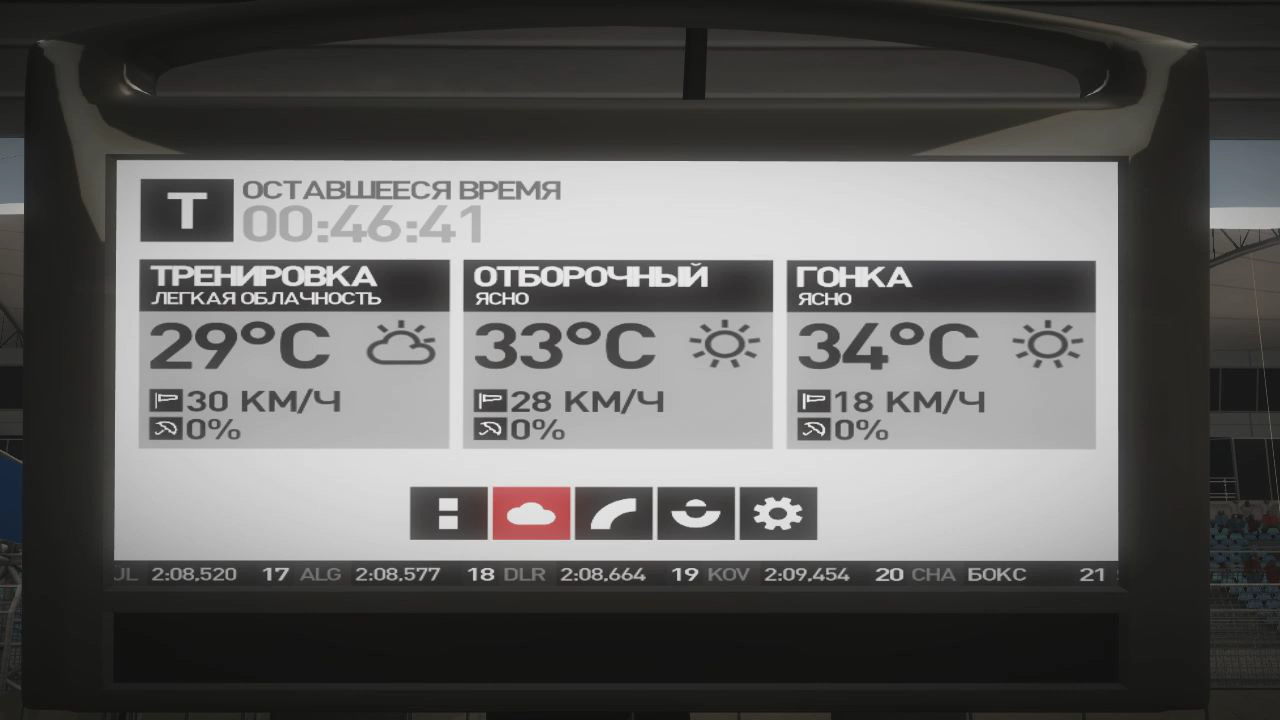 Т
ОСТАВШЕЕСЯ ВРЕМЯ
00:46:41
ТРЕНИРОВКА
ЛЕГКАЯ ОБЛАЧНОСТЬ
29°C
30 КМ/Ч
0%
ОТБОРОЧНЫЙ
ЯСНО
33°C
28 КМ/Ч
0%
ГОНКА
ЯСНО
34°C
18 КМ/Ч
0%
JL 2:08,520 17 ALG 2:08,577 18 DLR 2:08,664 19 KOV 2:09,454 20 CHA БОКС 21